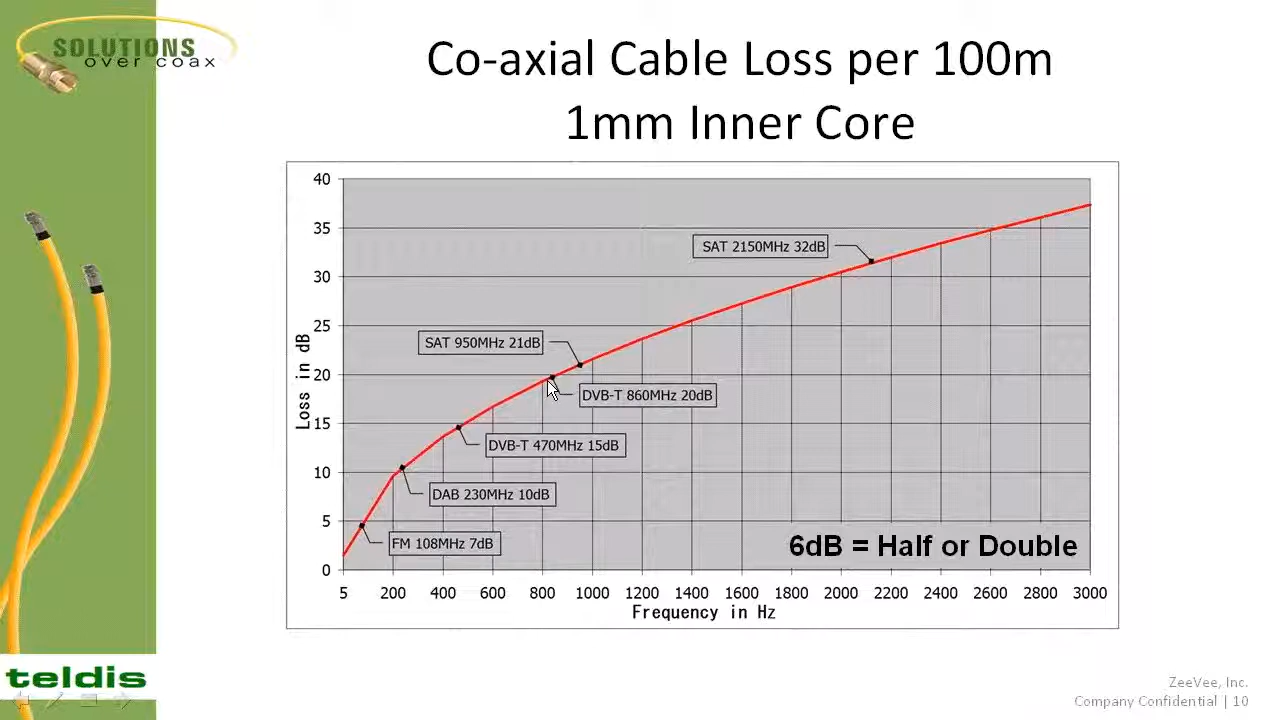 SOLUTIONS
over coax
Co-axial Cable Loss per 100m
1mm Inner Core
40
35
30
25
20
15
10
5
0
Loss in dB
SAT 2150MHz 32dB
SAT 950MHz 21dB
DVB-T 860MHz 20dB
DVB-T 470MHz 15dB
DAB 230MHz 10dB
FM 108MHz 7dB
6dB = Half or Double
5 200 400 600 800 1000 1200 1400 1600 1800 2000 2200 2400 2600 2800 3000
Frequency in Hz
teldis
ZeeVee, Inc.
Company Confidential | 10